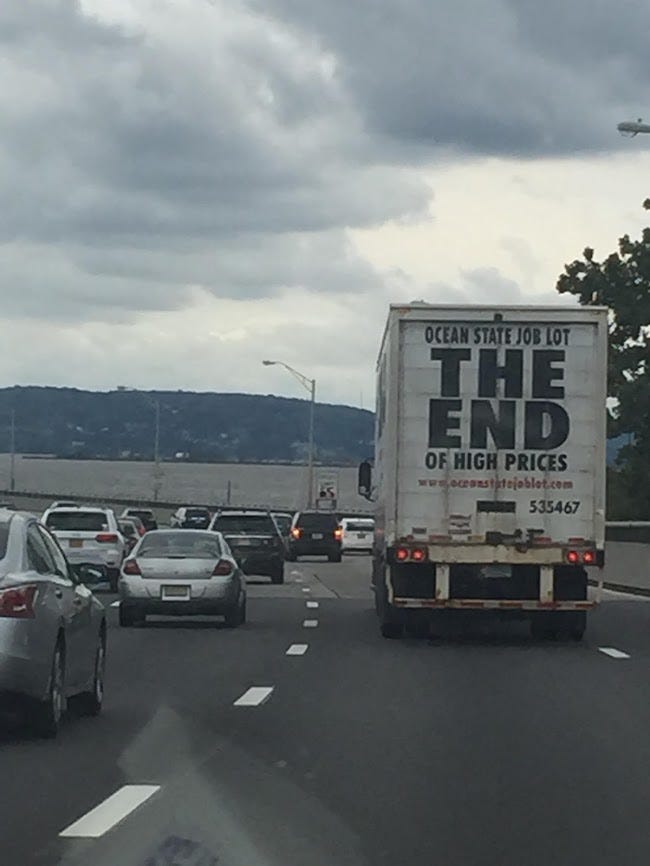 OCEAN STATE JOB LOT
THE
END
OF HIGH PRICES
www.oceanstatejoblot.com
535467